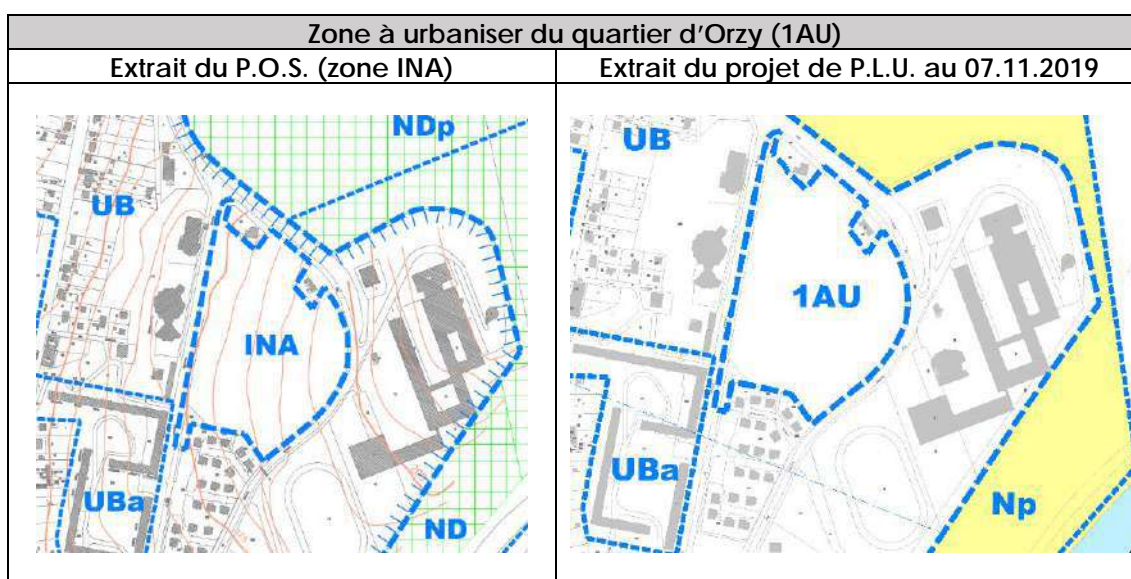 Zone à urbaniser du quartier d'Orzy (1AU)
Extrait du P.O.S. (zone INA)
Extrait du projet de P.L.U. au 07.11.2019
NDp
UB
INA
UBa
ND
UB
1AU
UBa
Np